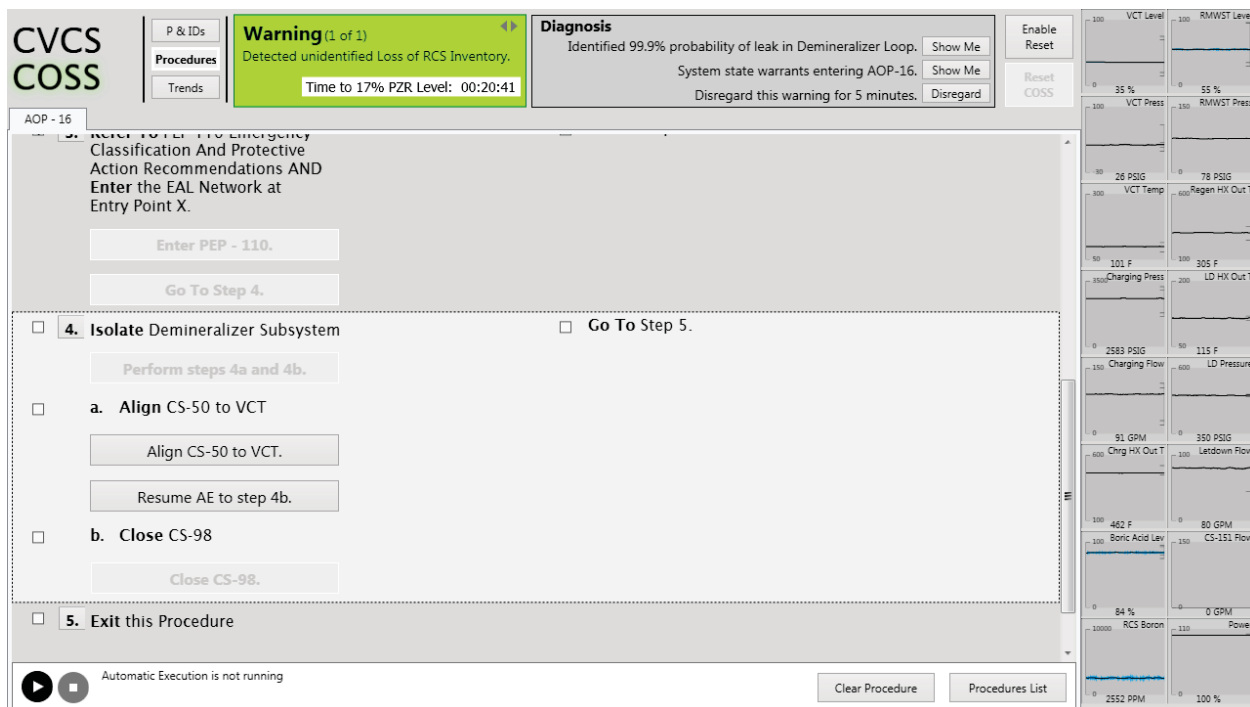 CVCS
COSS
P & IDs
Procedures
Trends
Warning (1 of 1)
Detected unidentified Loss of RCS Inventory.
Time to 17% PZR Level: 00:20:41
Diagnosis
Identified 99.9% probability of leak in Demineralizer Loop. Show Me
System state warrants entering AOP-16. Show Me
Disregard this warning for 5 minutes. Disregard
Enable
Reset
Reset
COSS
AOP - 16
Classification And Protective
Action Recommendations AND
Enter the EAL Network at
Entry Point X.
Enter PEP - 110.
Go To Step 4.
4. Isolate Demineralizer Subsystem
Go To Step 5.
Perform steps 4a and 4b.
a. Align CS-50 to VCT
Align CS-50 to VCT.
Resume AE to step 4b.
b. Close CS-98
Close CS-98.
5. Exit this Procedure
Automatic Execution is not running
Clear Procedure
Procedures List
100 VCT Level
35 %
100 RMWST Leve
55 %
100 VCT Press
30 26 PSIG
150 RMWST Pres
0 78 PSIG
300 VCT Temp
50 101 F
600 Regen HX Out T
100 305 F
3500 Charging Press
0 2583 PSIG
200 LD HX Out T
50 115 F
150 Charging Flow
0 91 GPM
600 LD Pressure
0 350 PSIG
600 Chrg HX Out T
100 462 F
100 Letdown Flow
0 80 GPM
100 Boric Acid Lev
0 84 %
150 CS-151 Flow
0 0 GPM
10000 RCS Boron
0 2552 PPM
110 Powe
0 100 %